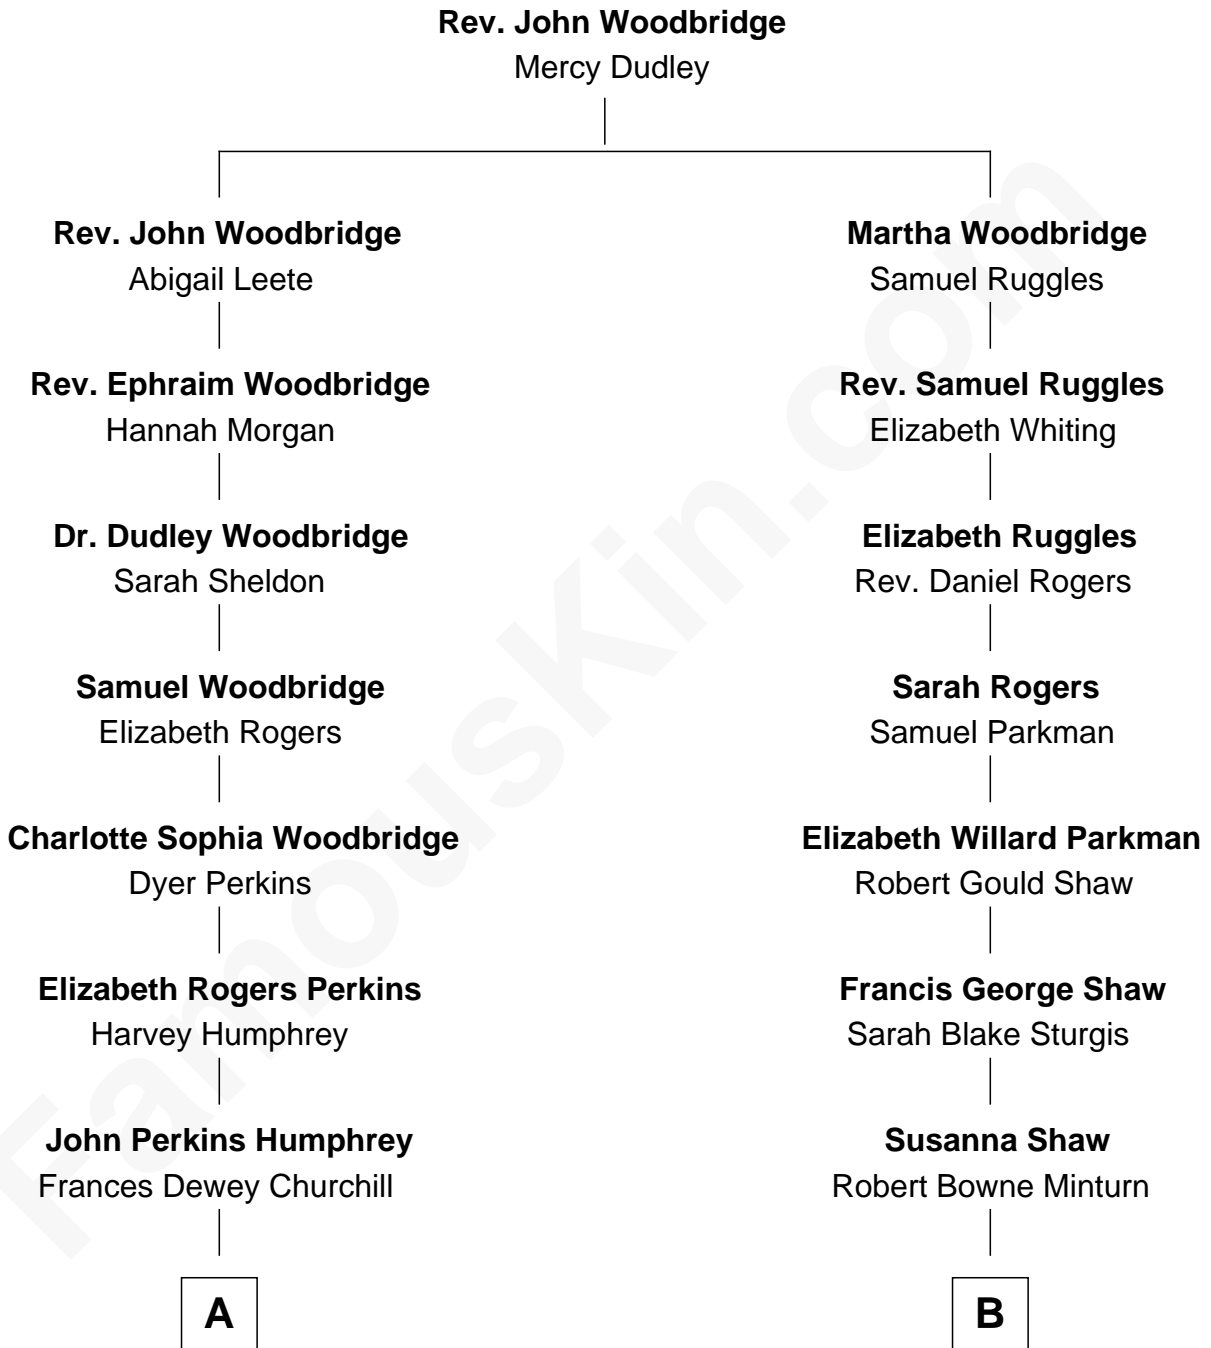 Rev. John Woodbridge
Mercy Dudley
Rev. John Woodbridge
Abigail Leete
Rev. Ephraim Woodbridge
Hannah Morgan
Dr. Dudley Woodbridge
Sarah Sheldon
Samuel Woodbridge
Elizabeth Rogers
Charlotte Sophia Woodbridge
Dyer Perkins
Elizabeth Rogers Perkins
Harvey Humphrey
John Perkins Humphrey
Frances Dewey Churchill
A
Martha Woodbridge
Samuel Ruggles
Rev. Samuel Ruggles
Elizabeth Whiting
Elizabeth Ruggles
Rev. Daniel Rogers
Sarah Rogers
Samuel Parkman
Elizabeth Willard Parkman
Robert Gould Shaw
Francis George Shaw
Sarah Blake Sturgis
Susanna Shaw
Robert Bowne Minturn
B
FamousKin.com